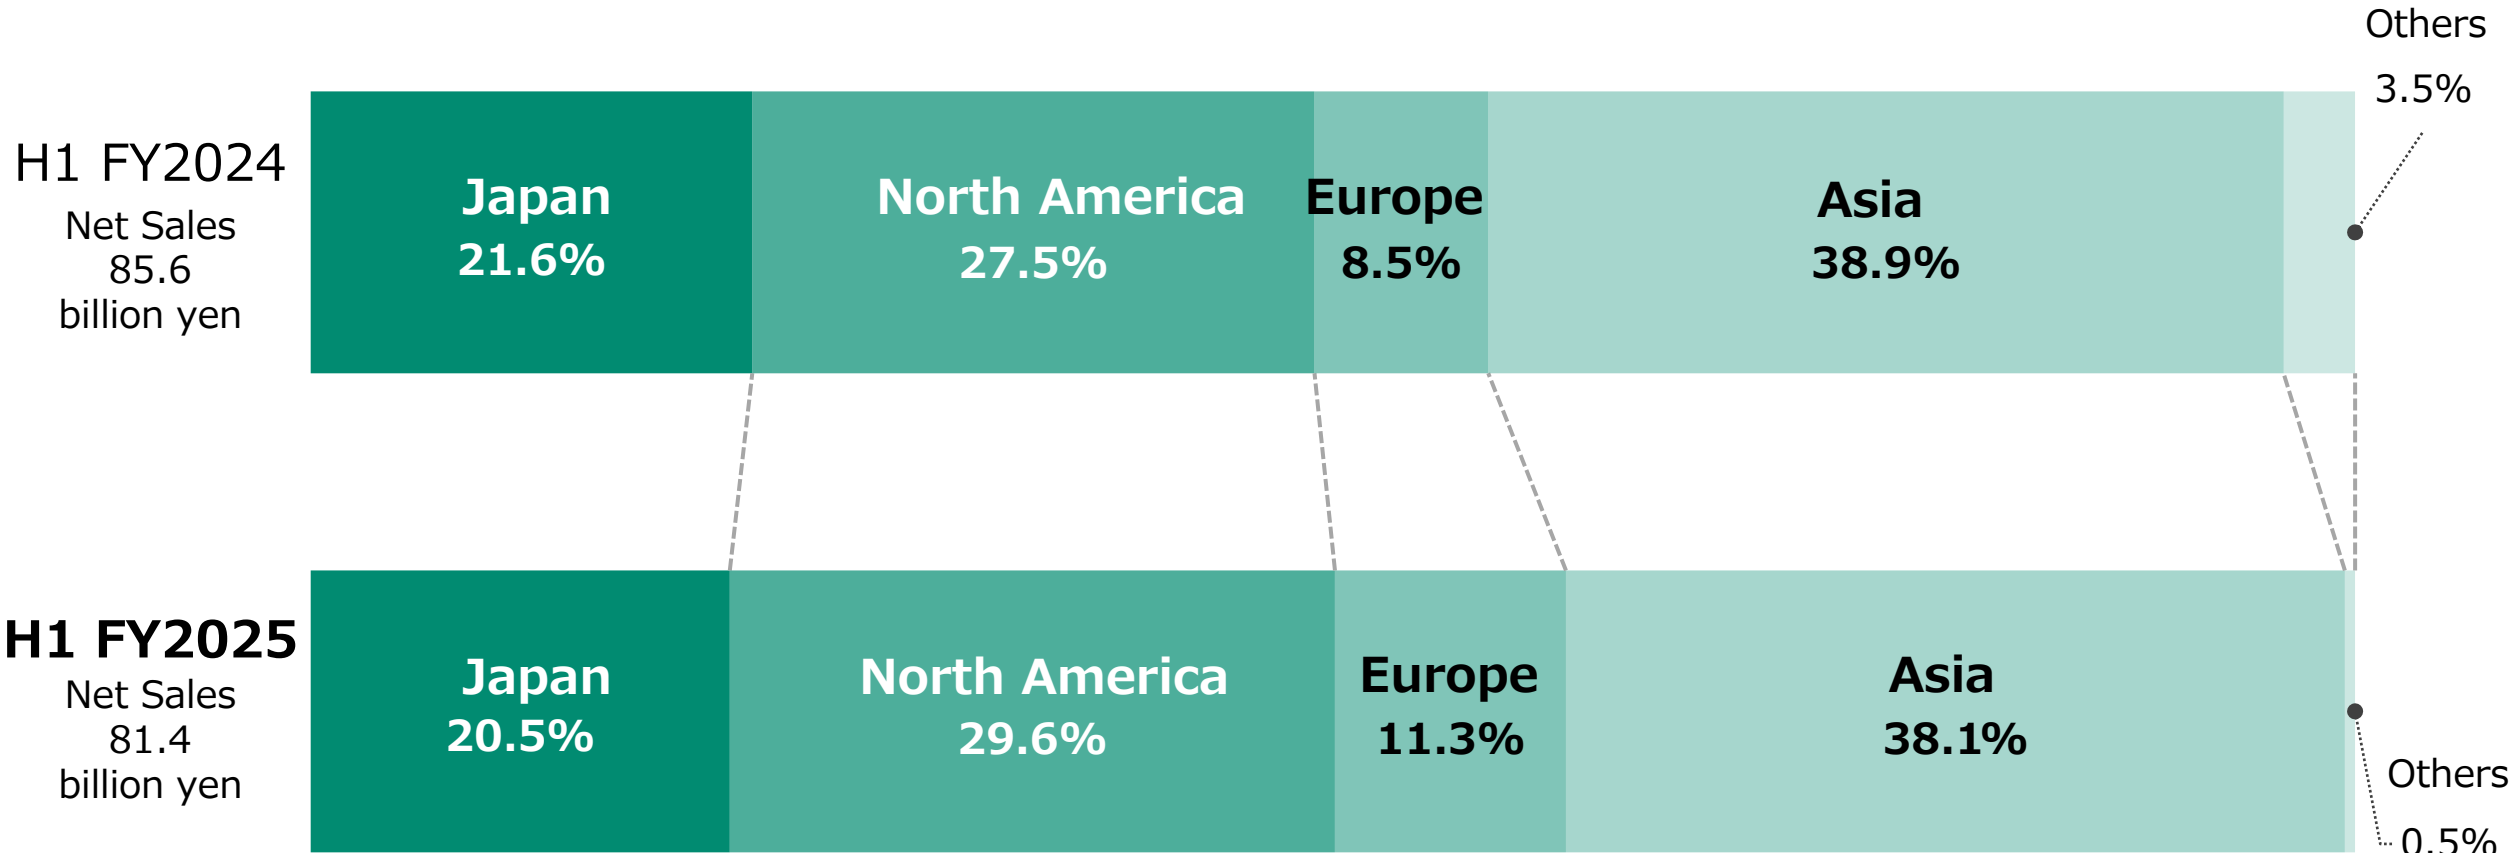 Others
3.5%
H1 FY2024
Net Sales
85.6
billion yen
Japan
21.6%
North America
27.5%
Europe
8.5%
Asia
38.9%
H1 FY2025
Net Sales
81.4
billion yen
Japan
20.5%
North America
29.6%
Europe
11.3%
Asia
38.1%
Others
0.5%